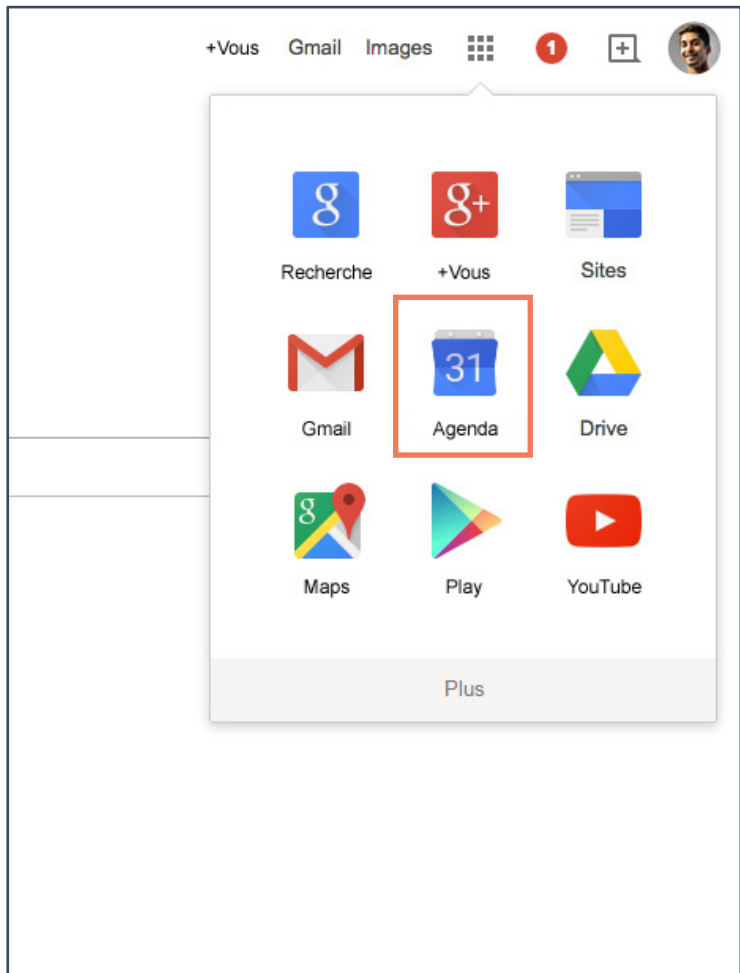 +Vous Gmail Images 1
g g+
Recherche +Vous Sites
31
Gmail Agenda Drive
g
Maps Play YouTube
Plus